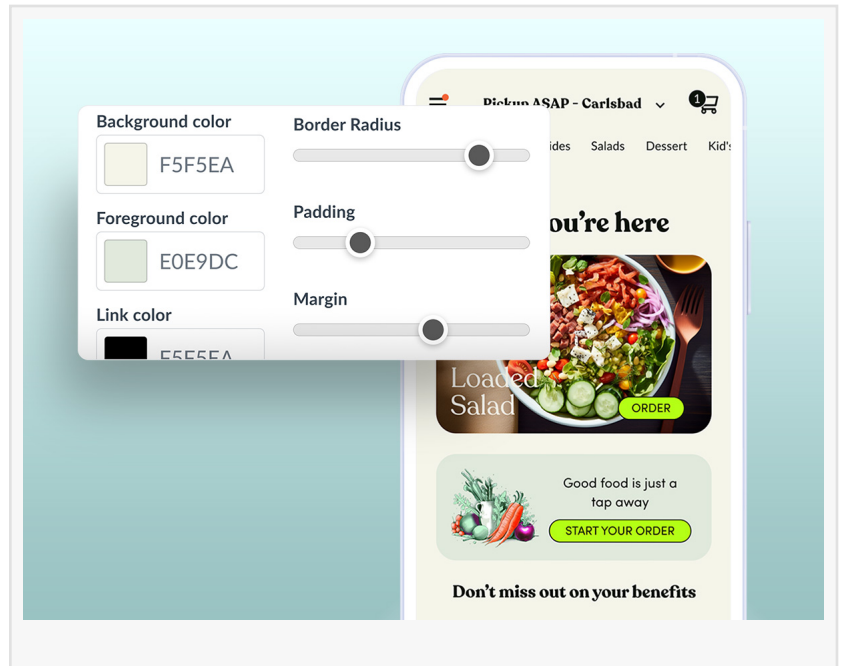 Background color
F5F5EA
Foreground color
E0E9DC
Link color
F5F5EA
Border Radius
Padding
Margin
Pickup ASAP - Carlsbad
1
Salads
Dessert
Kid's
ou're here
Loaded
Salad
ORDER
Good food is just a
tap away
START YOUR ORDER
Don't miss out on your benefits